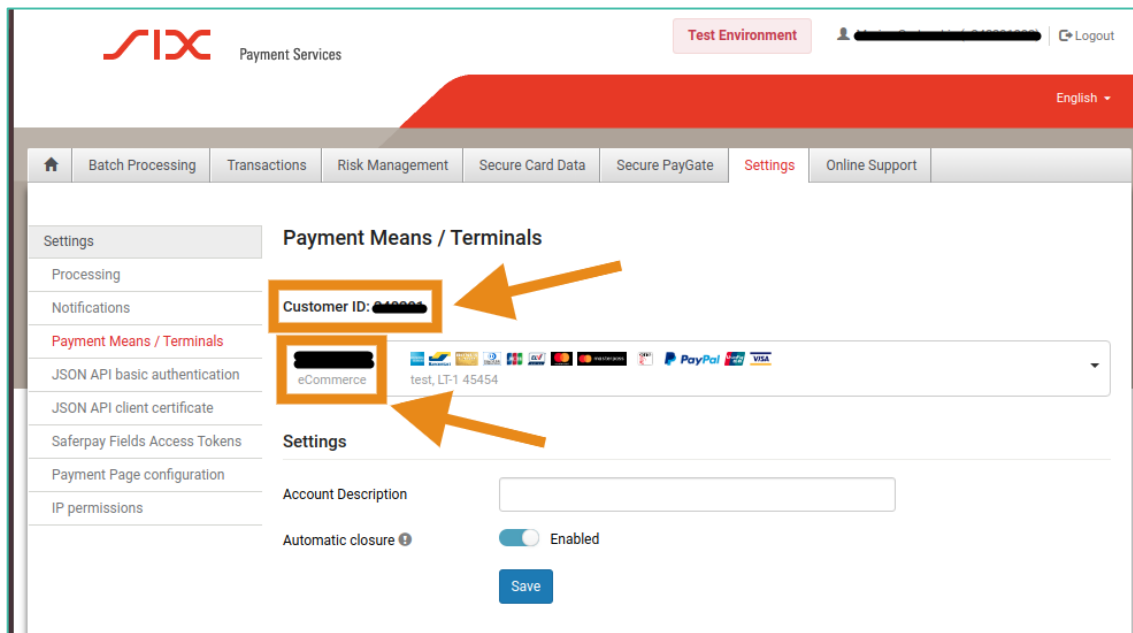 SIX Payment Services
Test Environment
Logout
English
Batch Processing
Transactions
Risk Management
Secure Card Data
Secure PayGate
Settings
Online Support
Settings
Processing
Notifications
Payment Means / Terminals
JSON API basic authentication
JSON API client certificate
Saferpay Fields Access Tokens
Payment Page configuration
IP permissions
Payment Means / Terminals
Customer ID:
PayPal VISA
eCommerce
test, LT-1 45454
Settings
Account Description
Automatic closure
Enabled
Save